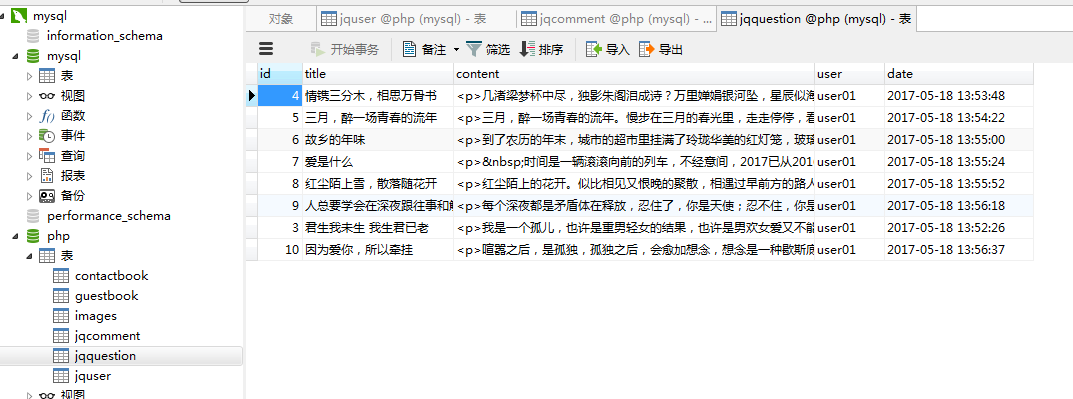 mysql
information_schema
mysql
表
视图
函数
事件
查询
报表
备份
performance_schema
php
表
contactbook
guestbook
images
jqcomment
jqquestion
jquser
视图
对象 jquser @php (mysql) - 表 jqcomment @php (mysql) - ... jqquestion @php (mysql) - 表
开始事务 备注 筛选 排序 导入 导出
id title content user date
4 情镌三分木，相思万骨书 <p>几渚梁梦杯中尽，独影朱阁泪成诗？万里婵娟银河坠，星辰似海 user01 2017-05-18 13:53:48
5 三月，醉一场青春的流年 <p>三月，醉一场青春的流年。慢步在三月的春光里，走走停停，看 user01 2017-05-18 13:54:22
6 故乡的年味 <p>到了农历的年末，城市的超市里挂满了玲珑华美的红灯笼，玻璃 user01 2017-05-18 13:55:00
7 爱是什么 <p>&nbsp;时间是一辆滚滚向前的列车，不经意间，2017已从201 user01 2017-05-18 13:55:24
8 红尘陌上雪，散落随花开 <p>红尘陌上的花开。似比相见又恨晚的聚散，相遇过早前方的路人 user01 2017-05-18 13:55:52
9 人总要学会在深夜跟往事和解 <p>每个深夜都是矛盾体在释放，忍住了，你是天使；忍不住，你是 user01 2017-05-18 13:56:18
3 君生我未生 我生君已老 <p>我是一个孤儿，也许是重男轻女的结果，也许是男欢女爱又不能 user01 2017-05-18 13:52:26
10 因为爱你，所以牵挂 <p>喧嚣之后，是孤独，孤独之后，会愈加想念，想念是一种歇斯底 user01 2017-05-18 13:56:37